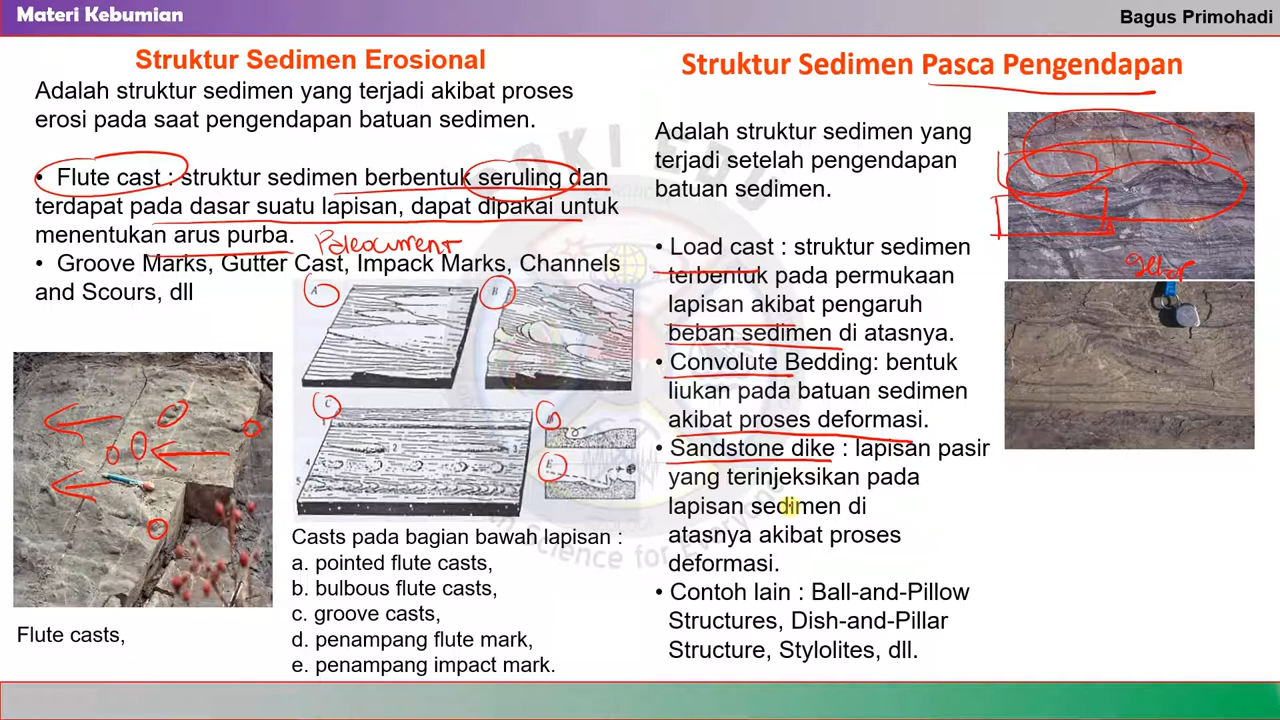 Materi Kebumian
Bagus Primohadi
Struktur Sedimen Erosional
Adalah struktur sedimen yang terjadi akibat proses
erosi pada saat pengendapan batuan sedimen.
• Flute cast : struktur sedimen berbentuk seruling dan
terdapat pada dasar suatu lapisan, dapat dipakai untuk
menentukan arus purba.
• Groove Marks, Gutter Cast, Impack Marks, Channels
and Scours, dll
A
B
C
D
E
1
2
3
4
5
Flute casts,
Casts pada bagian bawah lapisan :
a. pointed flute casts,
b. bulbous flute casts,
c. groove casts,
d. penampang flute mark,
e. penampang impact mark.
Struktur Sedimen Pasca Pengendapan
Adalah struktur sedimen yang
terjadi setelah pengendapan
batuan sedimen.
• Load cast : struktur sedimen
terbentuk pada permukaan
lapisan akibat pengaruh
beban sedimen di atasnya.
• Convolute Bedding: bentuk
liukan pada batuan sedimen
akibat proses deformasi.
• Sandstone dike : lapisan pasir
yang terinjeksikan pada
lapisan sedimen di
atasnya akibat proses
deformasi.
• Contoh lain : Ball-and-Pillow
Structures, Dish-and-Pillar
Structure, Stylolites, dll.